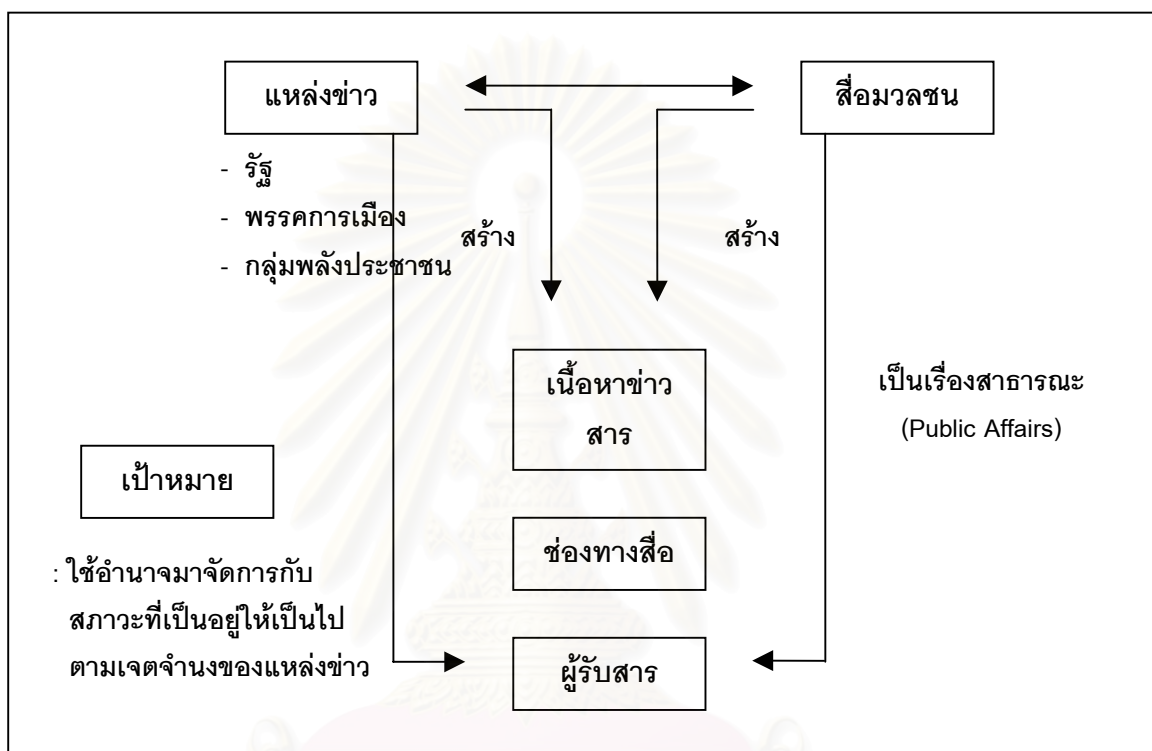 แหล่งข่าว
สื่อมวลชน
- รัฐ
- พรรคการเมือง
- กลุ่มพลังประชาชน
สร้าง
สร้าง
เนื้อหาข่าว
สาร
เป็นเรื่องสาธารณะ
(Public Affairs)
เป้าหมาย
: ใช้อำนาจมาจัดการกับ
สภาวะที่เป็นอยู่ให้เป็นไป
ตามเจตจำนงของแหล่งข่าว
ช่องทางสื่อ
ผู้รับสาร